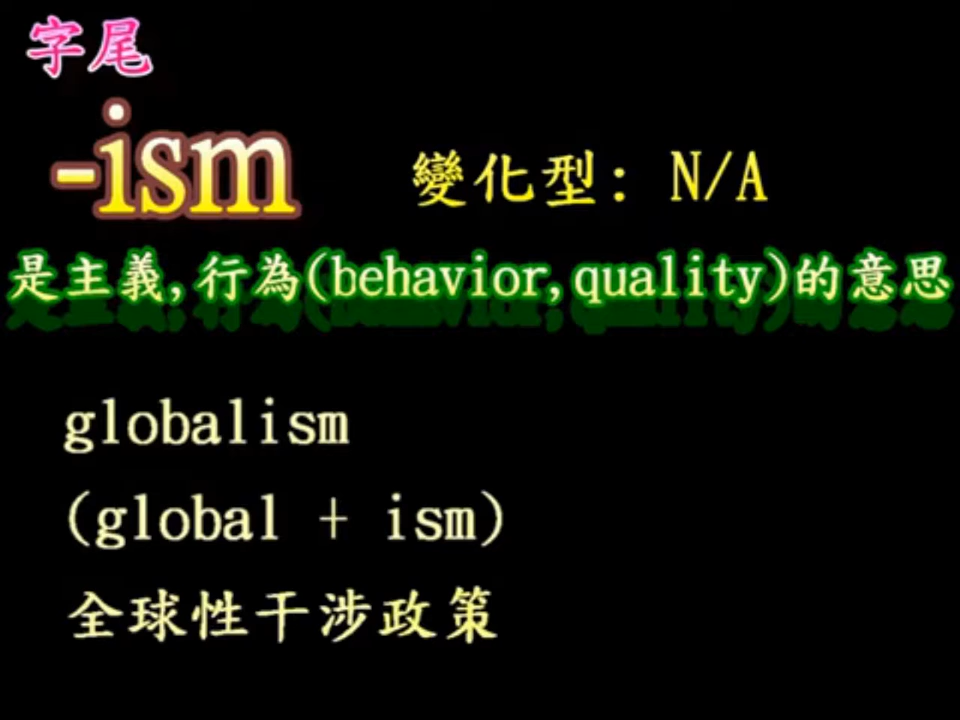 字尾
-ism 變化型: N/A
是主義,行為(behavior,quality)的意思
globalism
(global + ism)
全球性干涉政策